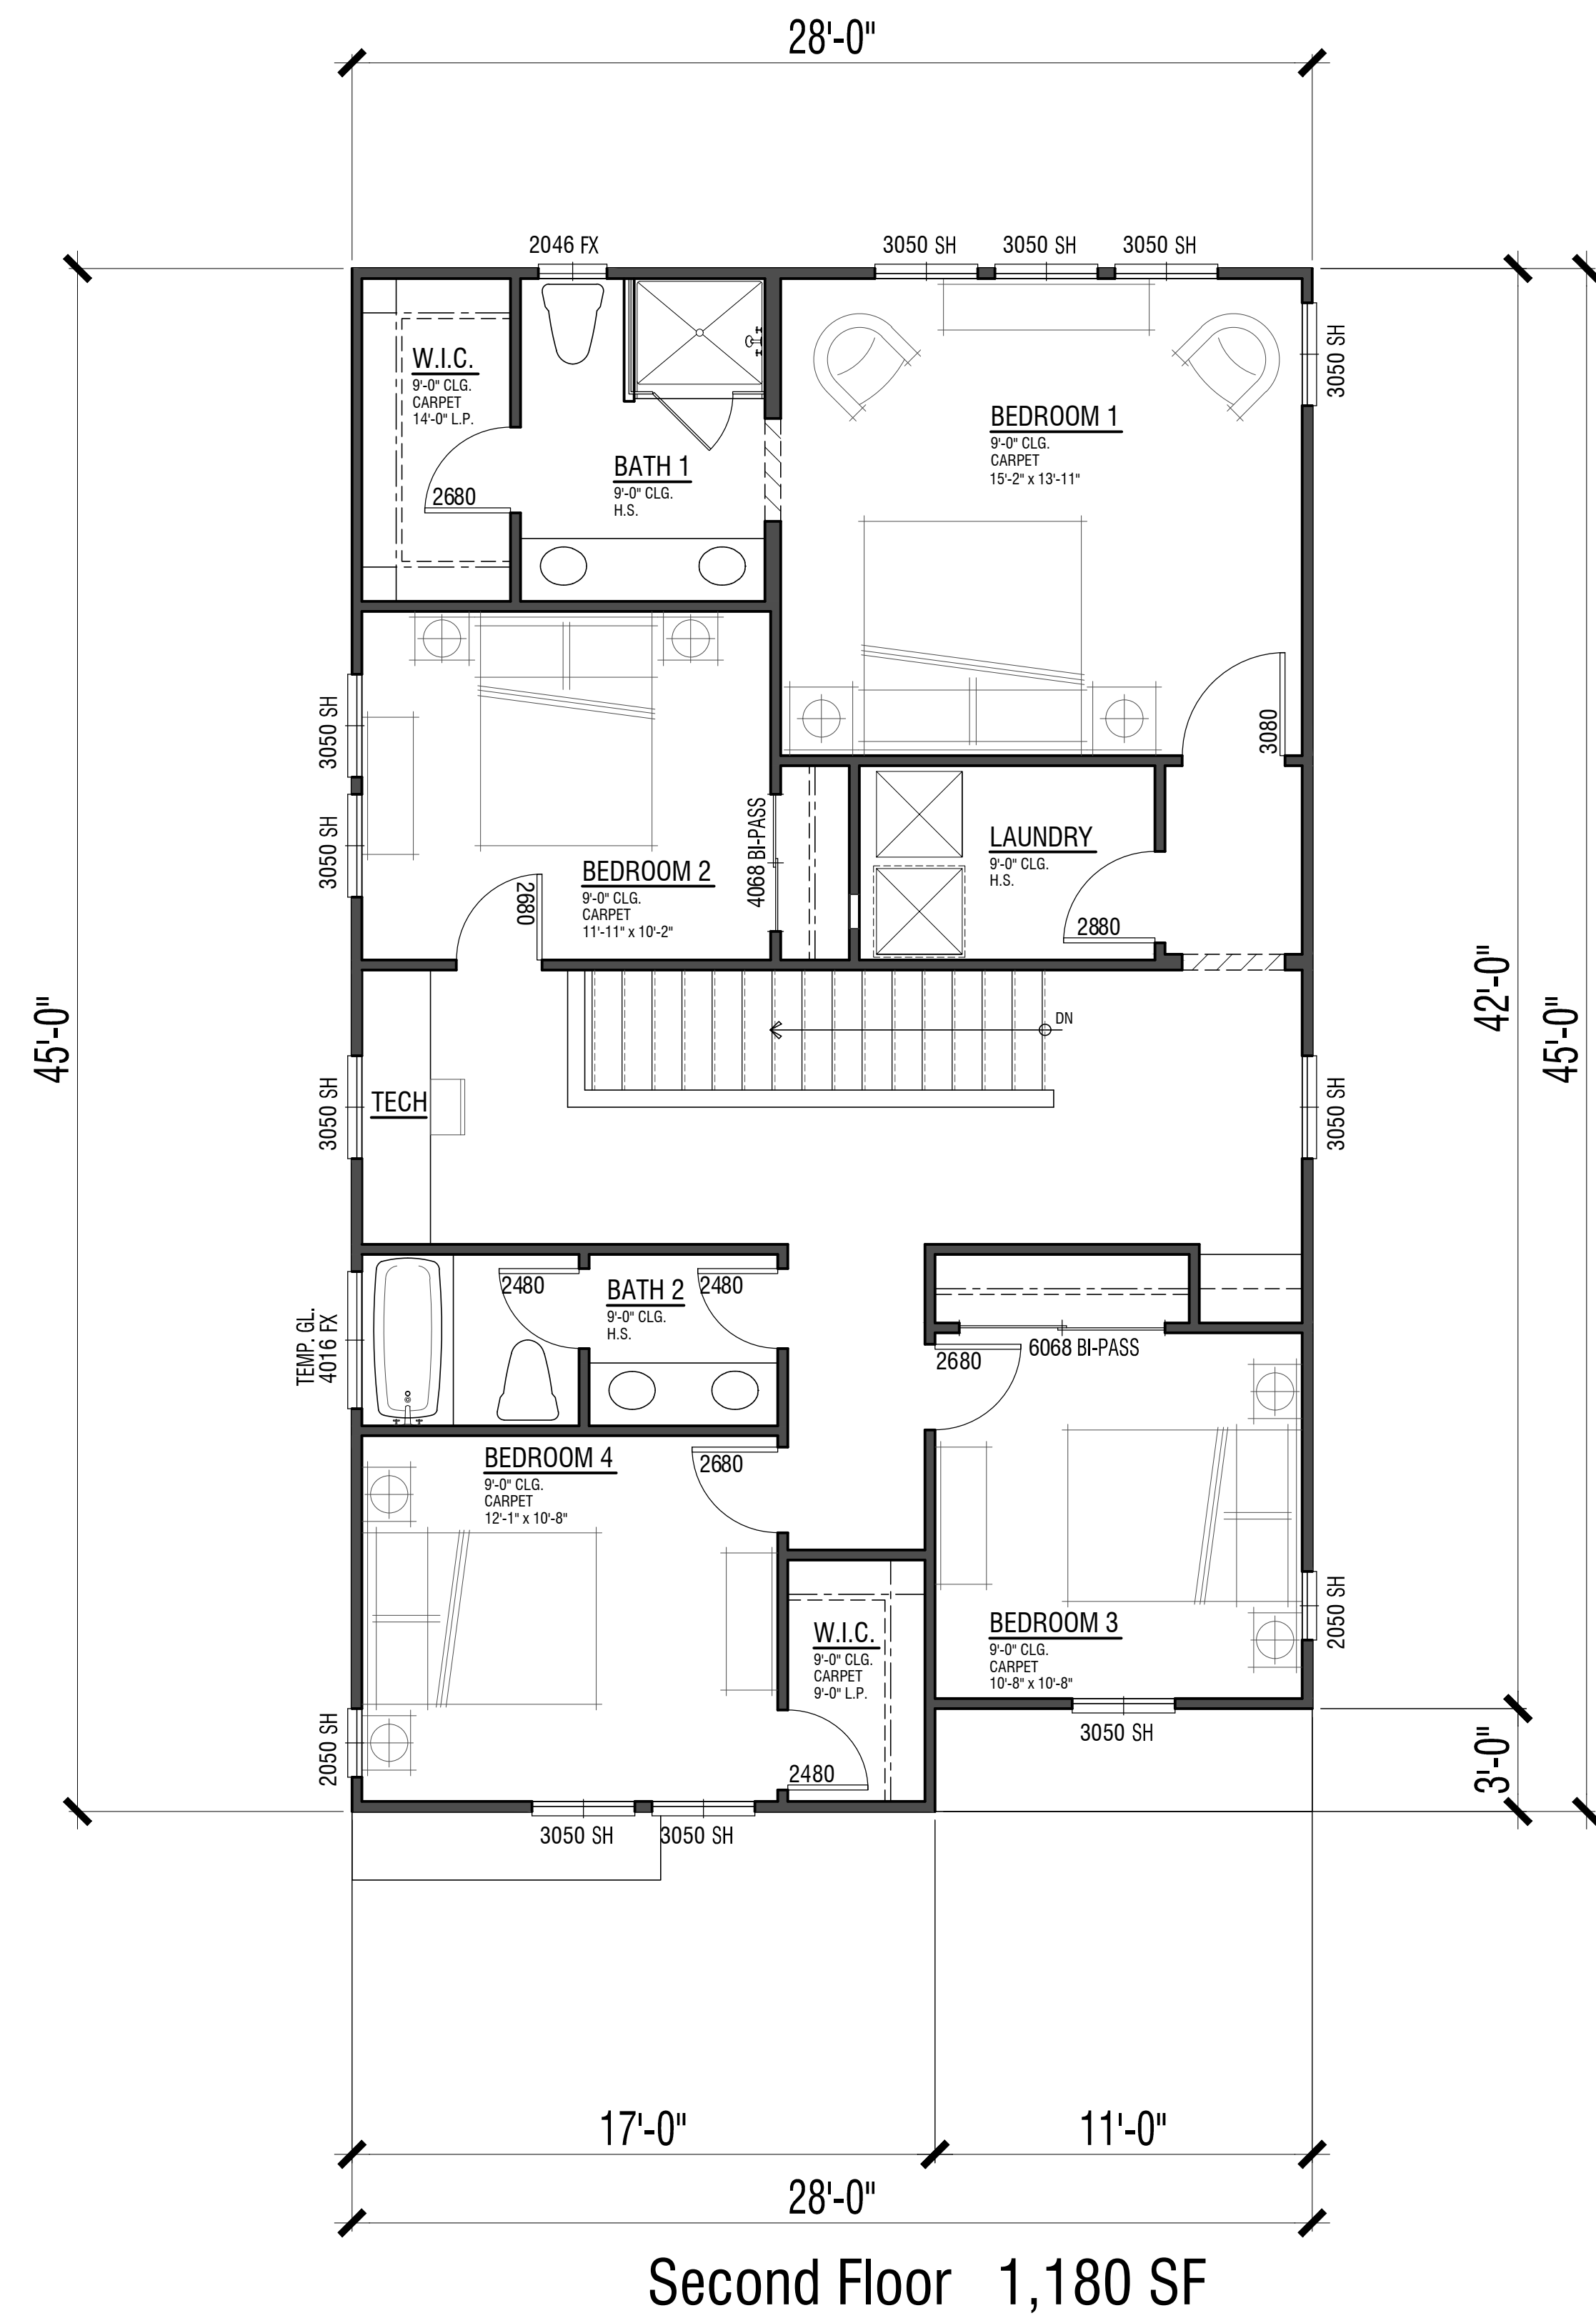 28'-0"
2046 FX
3050 SH
3050 SH
3050 SH
3050 SH
W.I.C.
9'-0" CLG.
CARPET
14'-0" L.P.
2680
BATH 1
9'-0" CLG.
H.S.
BEDROOM 1
9'-0" CLG.
CARPET
15'-2" x 13'-11"
3080
3050 SH
3050 SH
BEDROOM 2
9'-0" CLG.
CARPET
11'-11" x 10'-2"
2680
4068 BI-PASS
LAUNDRY
9'-0" CLG.
H.S.
2880
45'-0"
42'-0"
45'-0"
DN
3050 SH
TECH
3050 SH
TEMP. GL.
4016 FX
2480
BATH 2
9'-0" CLG.
H.S.
2480
2680
6068 BI-PASS
BEDROOM 4
9'-0" CLG.
CARPET
12'-1" x 10'-8"
2680
W.I.C.
9'-0" CLG.
CARPET
9'-0" L.P.
2480
BEDROOM 3
9'-0" CLG.
CARPET
10'-8" x 10'-8"
2050 SH
2050 SH
3050 SH
3'-0"
3050 SH
3050 SH
17'-0"
11'-0"
28'-0"
Second Floor 1,180 SF